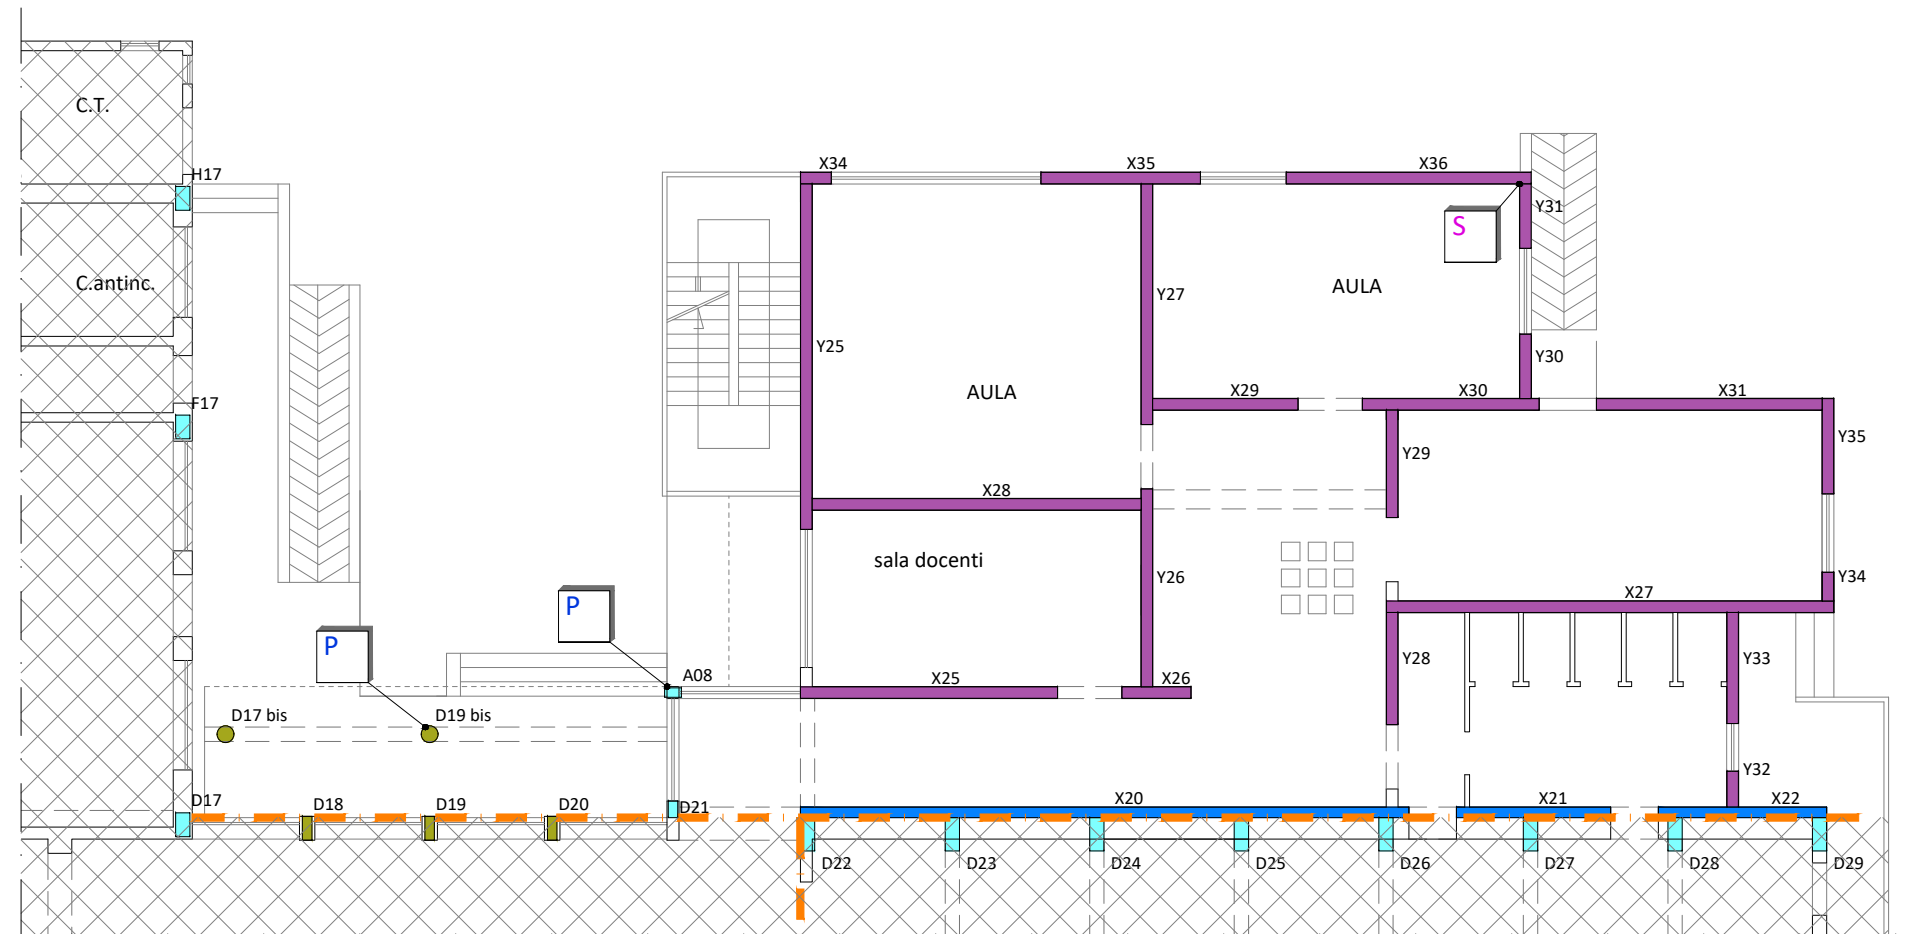 C.T.
X34
X35
X36
H17
Y31
S
C.antinc.
AULA
Y27
Y25
Y30
AULA
X29
X30
X31
F17
Y35
Y29
X28
sala docenti
Y26
Y34
P
X27
P
Y28
Y33
A08
X25
X26
D17 bis
D19 bis
Y32
D17
D18
D19
D20
D21
X20
X21
X22
D22
D23
D24
D25
D26
D27
D28
D29